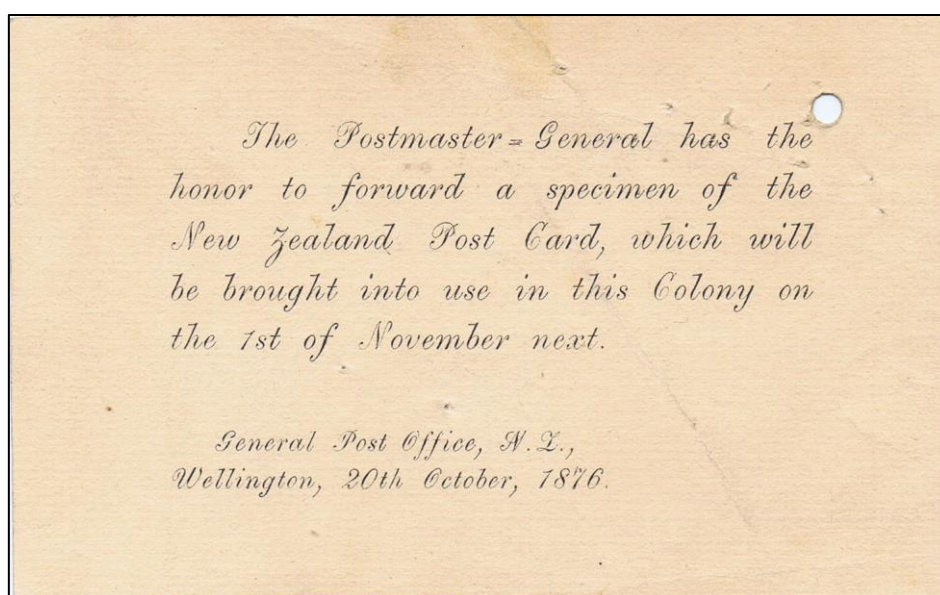 The Postmaster=General has the
honor to forward a specimen of the
New Zealand Post Card, which will
be brought into use in this Colony on
the 1st of November next.
General Post Office, N.Z.,
Wellington, 20th October, 1876.